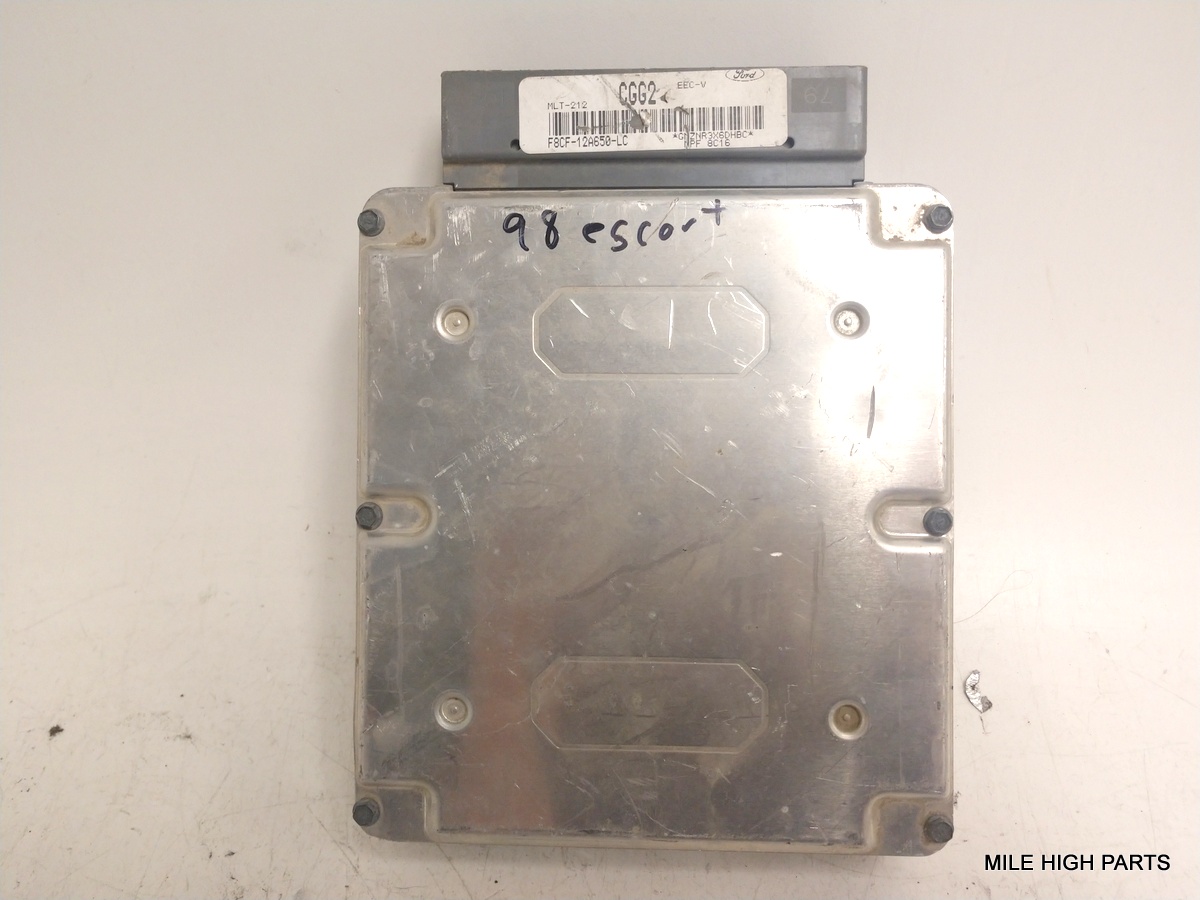 Ford
CGG2 EEC-V
MLT-212
79
*GNZNR3X6DHBC*
F8CF-12A650-LC NPF 8C16
98 escort
MILE HIGH PARTS